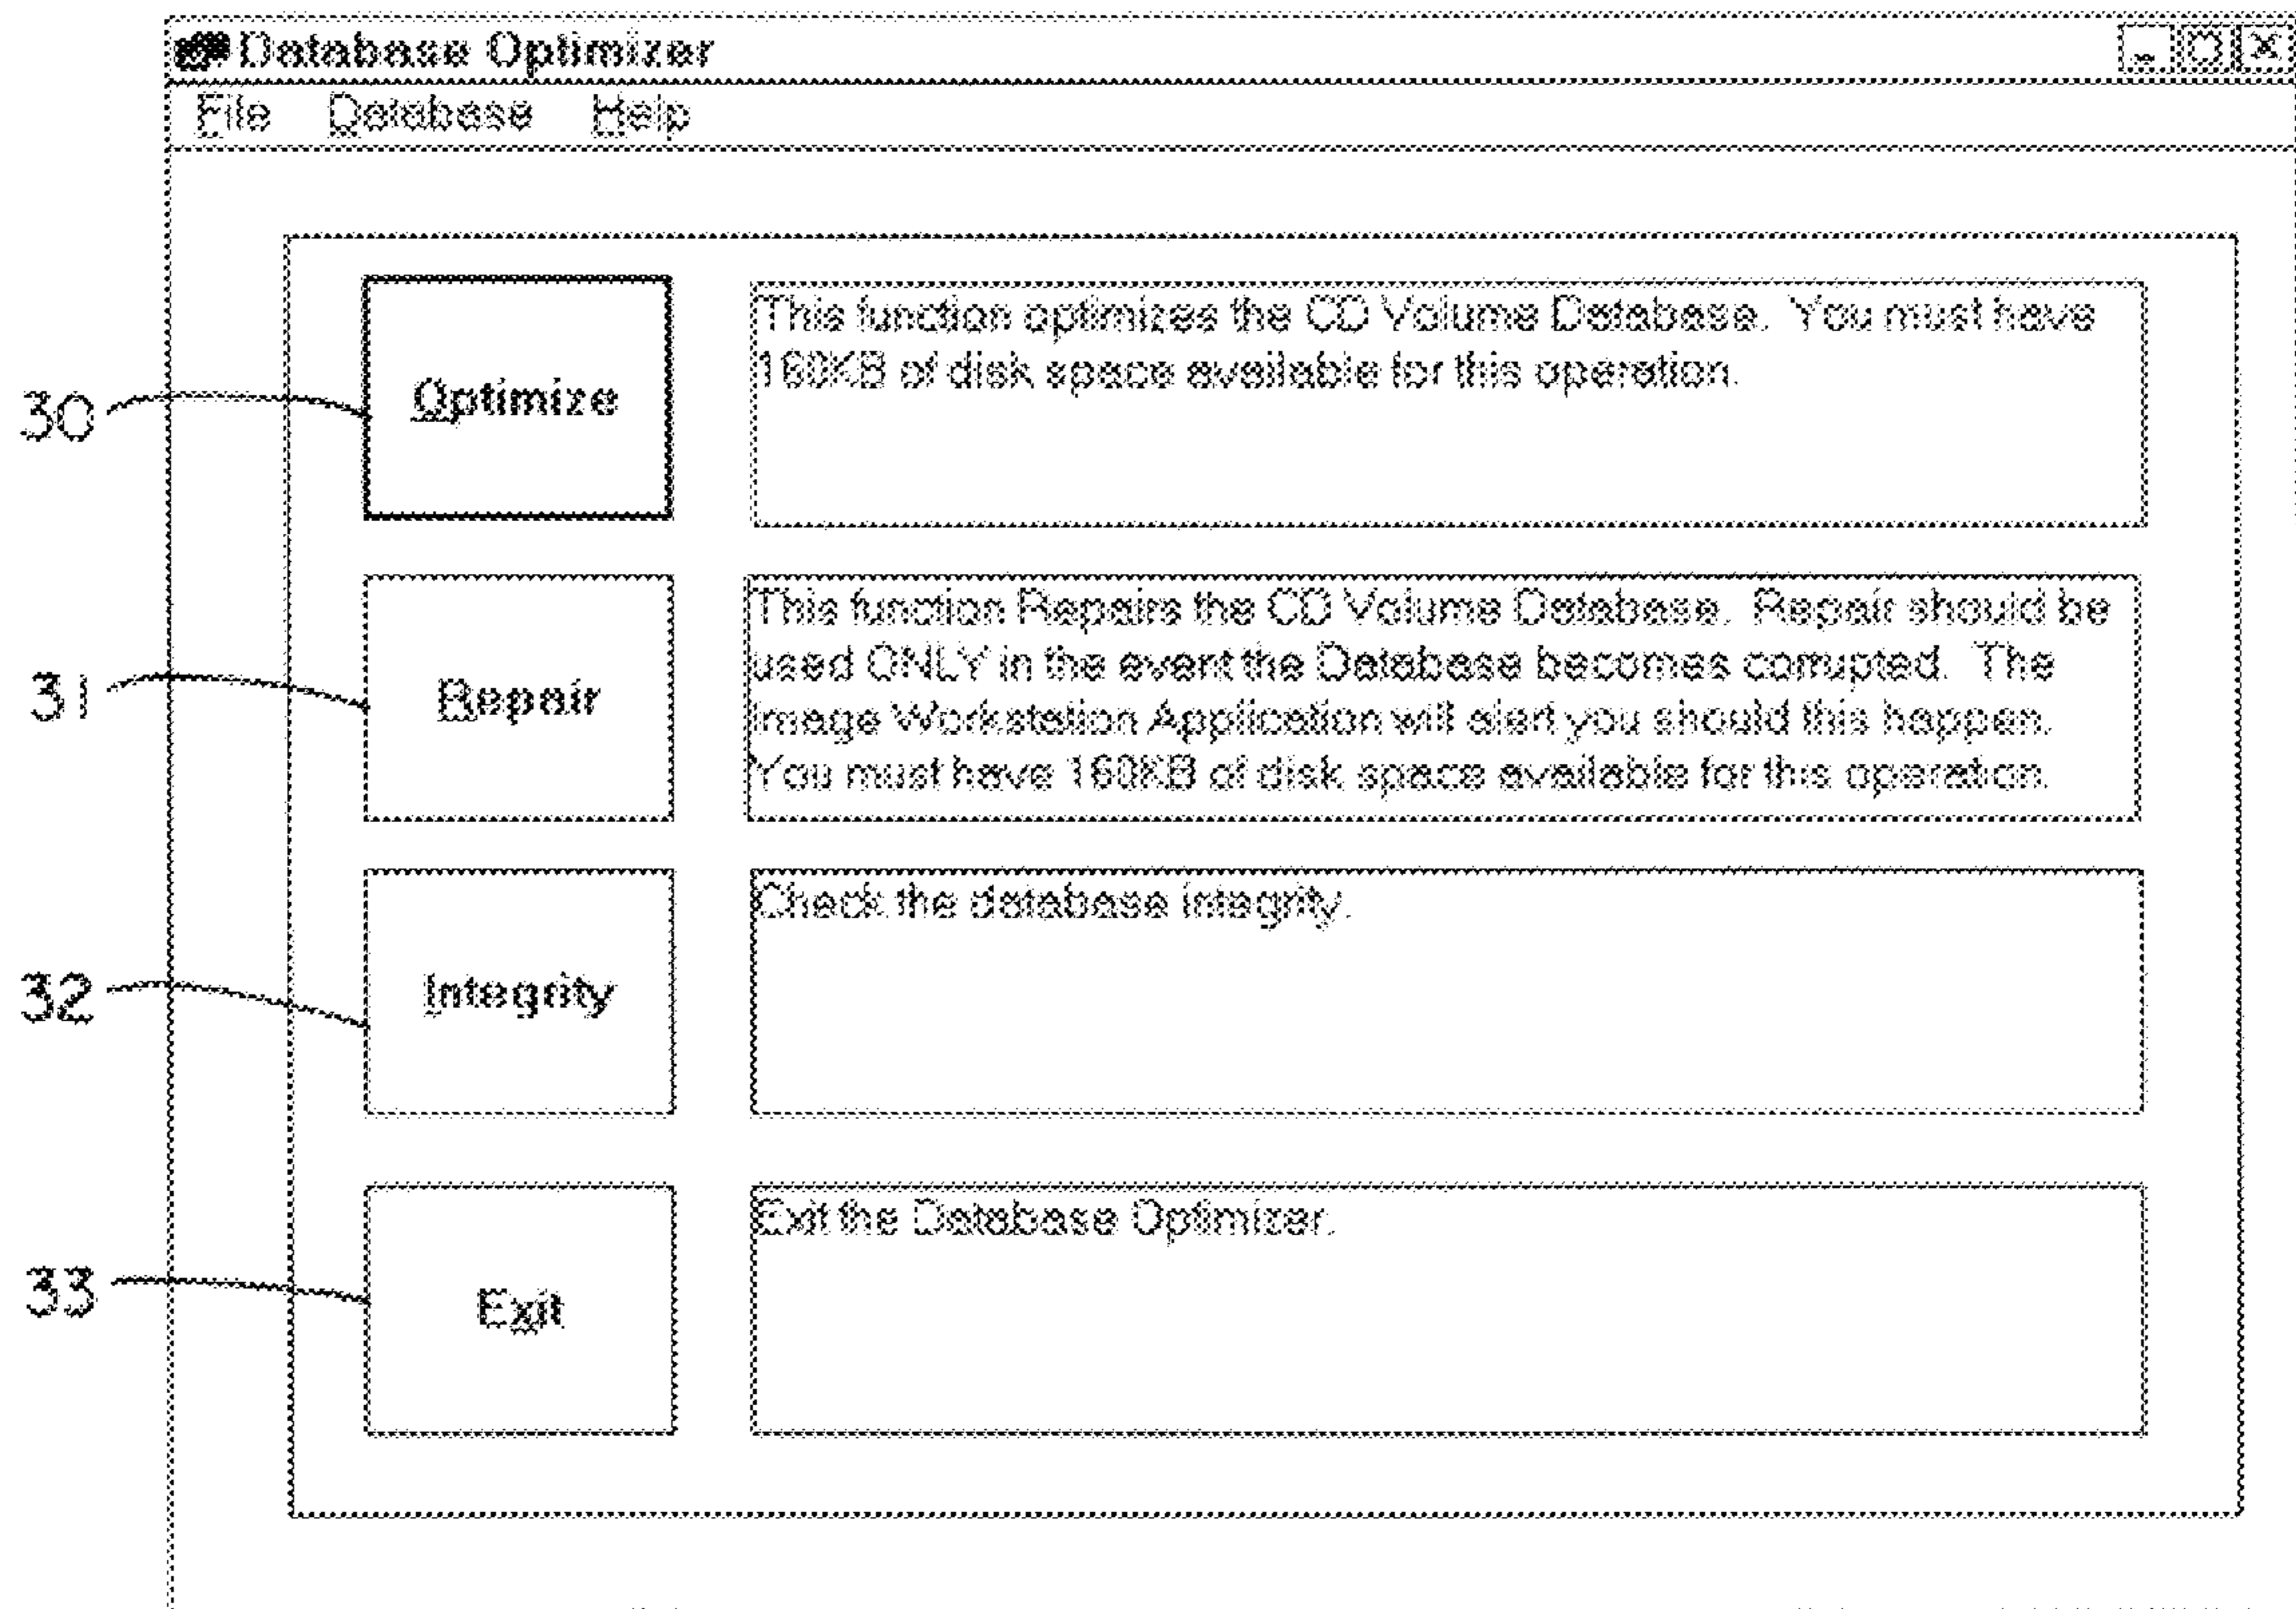 Database Optimizer
File Database Help
30
Optimize
This function optimizes the CD Volume Database. You must have
160KB of disk space available for this operation.
31
Repair
This function Repairs the CD Volume Database. Repair should be
used ONLY in the event the Database becomes corrupted. The
Image Workstation Application will alert you should this happen.
You must have 160KB of disk space available for this operation.
32
Integrity
Check the database integrity.
33
Exit
Exit the Database Optimizer.